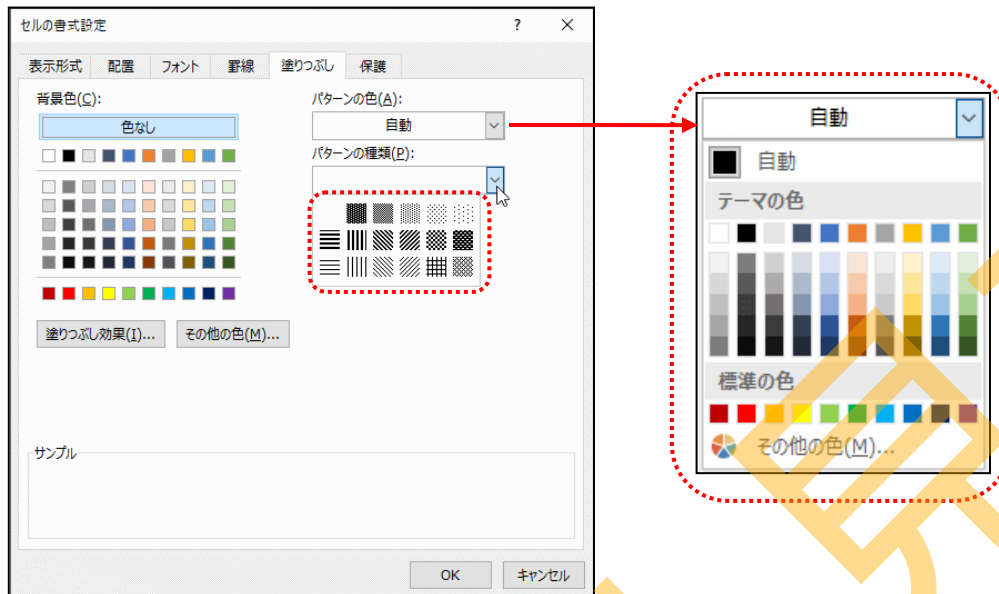 セルの書式設定
表示形式 配置 フォント 罫線 塗りつぶし 保護
背景色(C):
色なし
塗りつぶし効果(I)... その他の色(M)...
パターンの色(A):
自動
パターンの種類(P):
サンプル
OK キャンセル
自動
自動
テーマの色
標準の色
その他の色(M)...